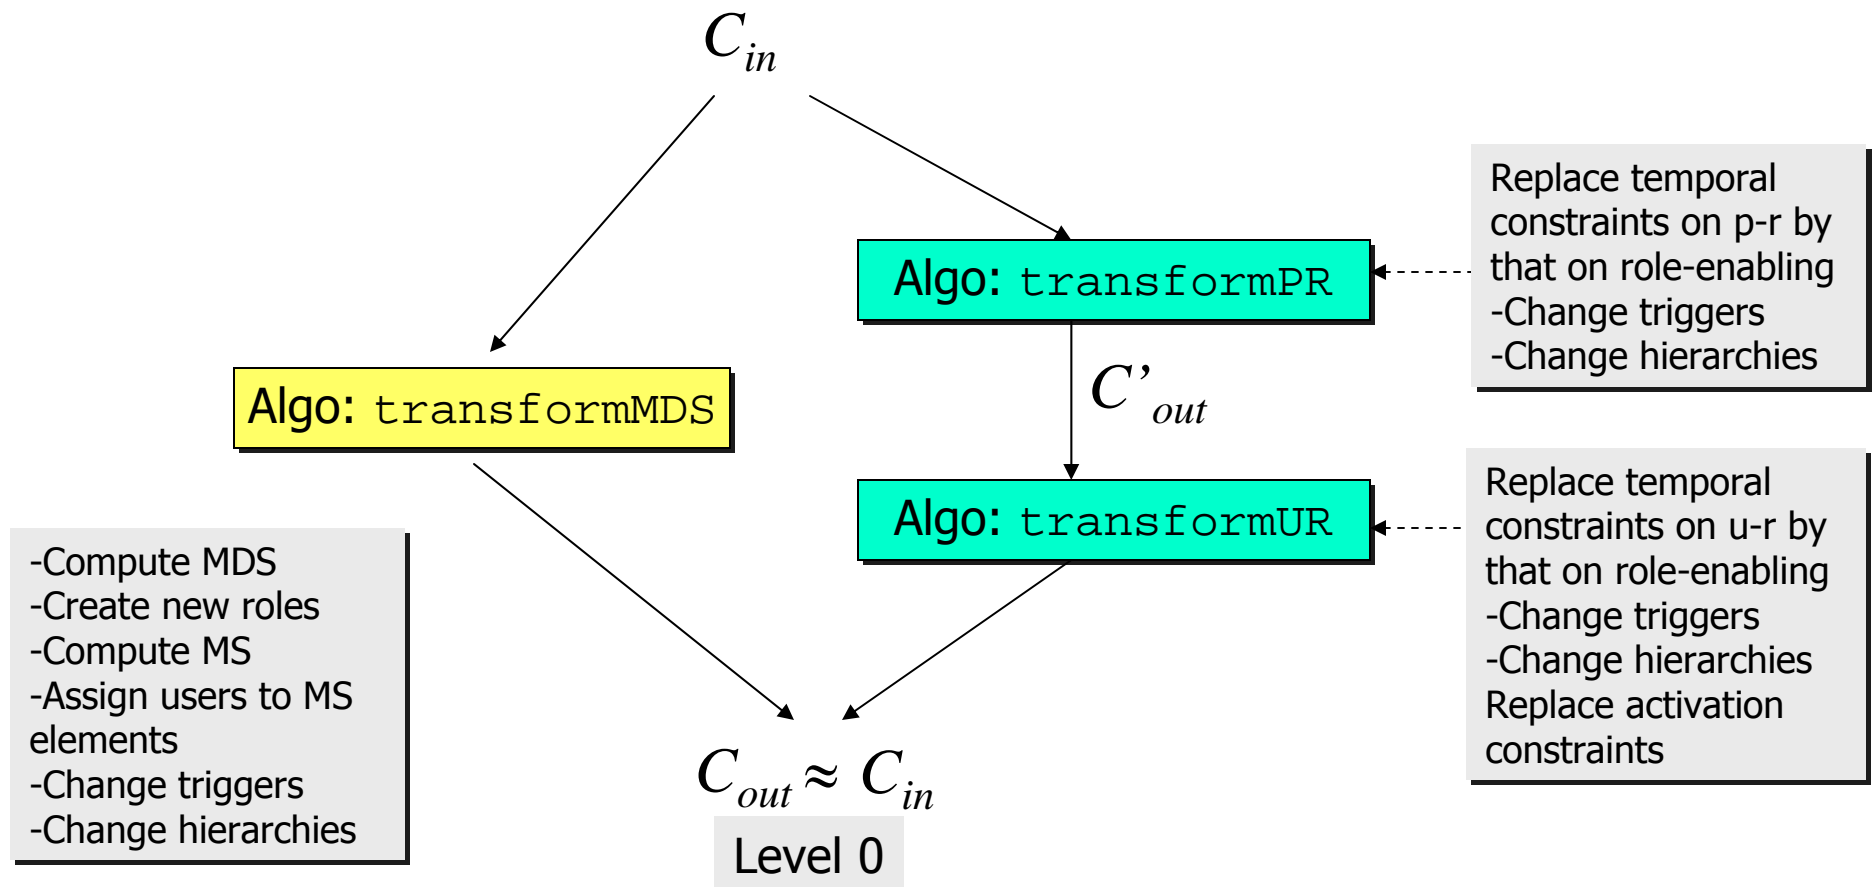 C_in
Replace temporal
constraints on p-r by
that on role-enabling
-Change triggers
-Change hierarchies
Algo: transformPR
C’_out
Algo: transformMDS
Replace temporal
constraints on u-r by
that on role-enabling
-Change triggers
-Change hierarchies
Replace activation
constraints
Algo: transformUR
-Compute MDS
-Create new roles
-Compute MS
-Assign users to MS
elements
-Change triggers
-Change hierarchies
C_out ≈ C_in
Level 0